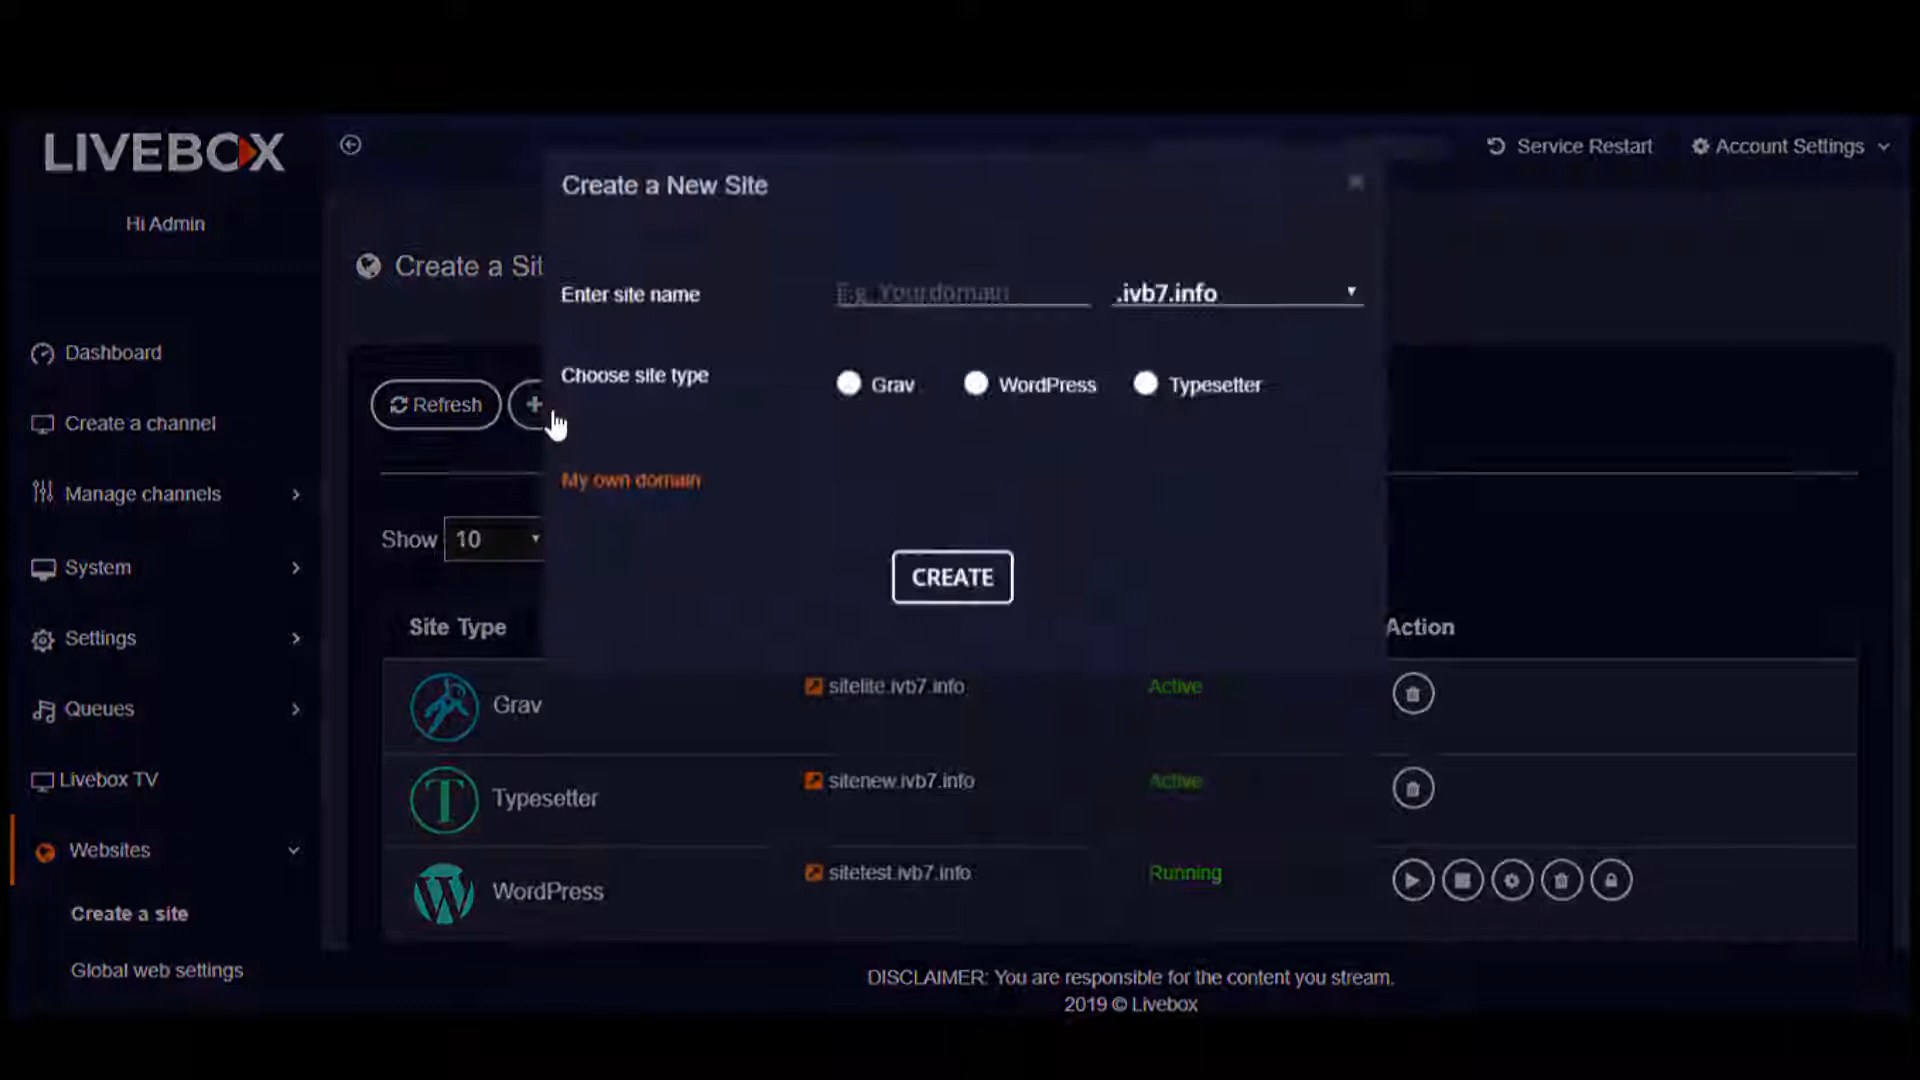 LIVEBOX
Service Restart
Account Settings
Create a New Site
Hi Admin
Create a Sit
Enter site name
E.g. Yourdomain
.ivb7.info
Dashboard
Choose site type
Grav
WordPress
Typesetter
Refresh
Create a channel
My own domain
Manage channels
Show 10
System
CREATE
Site Type
Action
Settings
Grav
sitelite.ivb7.info
Active
Queues
Livebox TV
Typesetter
sitenew.ivb7.info
Active
Websites
WordPress
sitetest.ivb7.info
Running
Create a site
Global web settings
DISCLAIMER: You are responsible for the content you stream.
2019 © Livebox